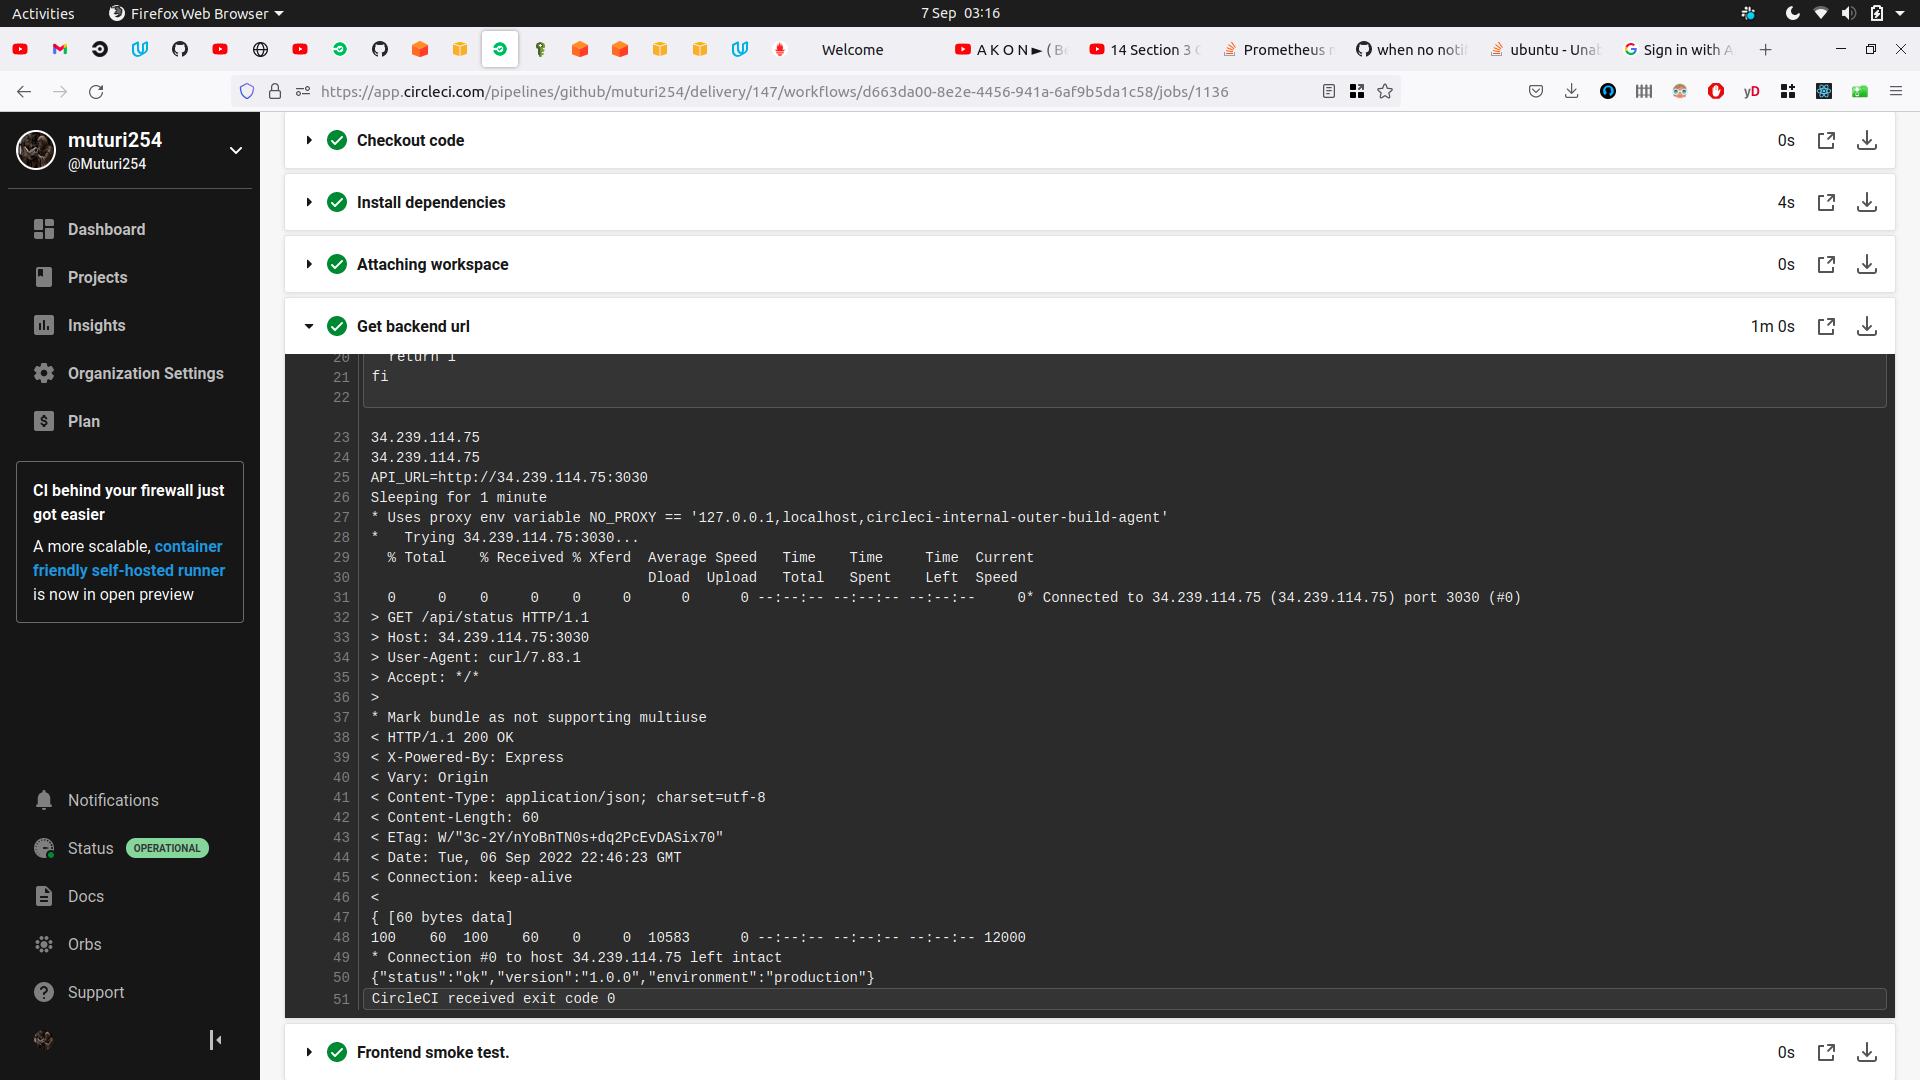 Activities
Firefox Web Browser
7 Sep 03:16
Welcome
A K O N ► ( Be
14 Section 3 C
Prometheus n
when no notif
ubuntu - Unab
Sign in with A
https://app.circleci.com/pipelines/github/muturi254/delivery/147/workflows/d663da00-8e2e-4456-941a-6af9b5da1c58/jobs/1136
yD
muturi254
@Muturi254
Dashboard
Projects
Insights
Organization Settings
Plan
CI behind your firewall just
got easier
A more scalable, container
friendly self-hosted runner
is now in open preview
Notifications
Status OPERATIONAL
Docs
Orbs
Support
Checkout code 0s
Install dependencies 4s
Attaching workspace 0s
Get backend url 1m 0s
20 return 1
21 fi
22
23 34.239.114.75
24 34.239.114.75
25 API_URL=http://34.239.114.75:3030
26 Sleeping for 1 minute
27 * Uses proxy env variable NO_PROXY == '127.0.0.1,localhost,circleci-internal-outer-build-agent'
28 *   Trying 34.239.114.75:3030...
29   % Total    % Received % Xferd  Average Speed   Time    Time     Time  Current
30                                  Dload  Upload   Total   Spent    Left  Speed
31   0     0    0     0    0     0      0      0 --:--:-- --:--:-- --:--:--     0* Connected to 34.239.114.75 (34.239.114.75) port 3030 (#0)
32 > GET /api/status HTTP/1.1
33 > Host: 34.239.114.75:3030
34 > User-Agent: curl/7.83.1
35 > Accept: */*
36 >
37 * Mark bundle as not supporting multiuse
38 < HTTP/1.1 200 OK
39 < X-Powered-By: Express
40 < Vary: Origin
41 < Content-Type: application/json; charset=utf-8
42 < Content-Length: 60
43 < ETag: W/"3c-2Y/nYoBnTN0s+dq2PcEvDASix70"
44 < Date: Tue, 06 Sep 2022 22:46:23 GMT
45 < Connection: keep-alive
46 <
47 { [60 bytes data]
48 100    60  100    60    0     0  10583      0 --:--:-- --:--:-- --:--:-- 12000
49 * Connection #0 to host 34.239.114.75 left intact
50 {"status":"ok","version":"1.0.0","environment":"production"}
51 CircleCI received exit code 0
Frontend smoke test. 0s